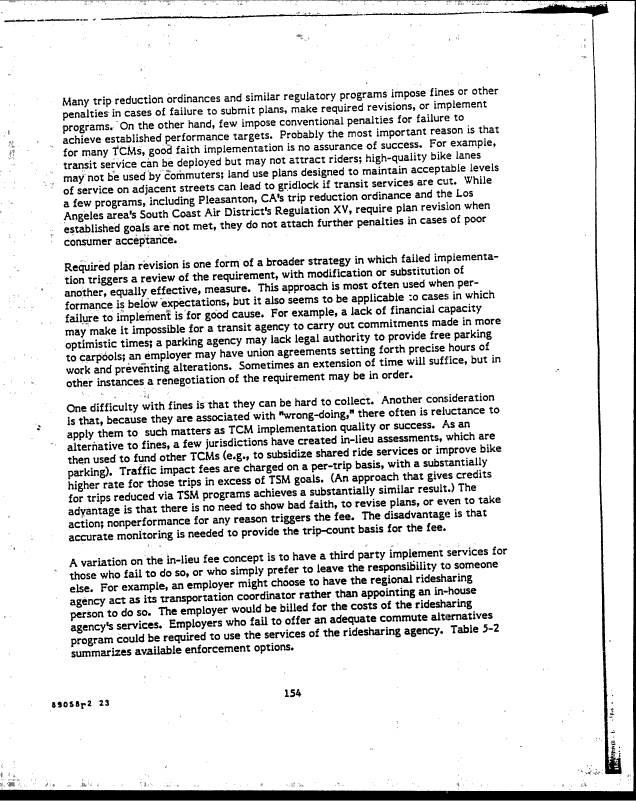 Many trip reduction ordinances and similar regulatory programs impose fines or other
penalties in cases of failure to submit plans, make required revisions, or implement
programs. On the other hand, few impose conventional penalties for failure to
achieve established performance targets. Probably the most important reason is that
for many TCMs, good faith implementation is no assurance of success. For example,
transit service can be deployed but may not attract riders; high-quality bike lanes
may not be used by commuters; land use plans designed to maintain acceptable levels
of service on adjacent streets can lead to gridlock if transit services are cut. While
a few programs, including Pleasanton, CA's trip reduction ordinance and the Los
Angeles area's South Coast Air District's Regulation XV, require plan revision when
established goals are not met, they do not attach further penalties in cases of poor
consumer acceptance.

Required plan revision is one form of a broader strategy in which failed implementa-
tion triggers a review of the requirement, with modification or substitution of
another, equally effective, measure. This approach is most often used when per-
formance is below expectations, but it also seems to be applicable :o cases in which
failure to implement is for good cause. For example, a lack of financial capacity
may make it impossible for a transit agency to carry out commitments made in more
optimistic times; a parking agency may lack legal authority to provide free parking
to carpools; an employer may have union agreements setting forth precise hours of
work and preventing alterations. Sometimes an extension of time will suffice, but in
other instances a renegotiation of the requirement may be in order.

One difficulty with fines is that they can be hard to collect. Another consideration
is that, because they are associated with "wrong-doing," there often is reluctance to
apply them to such matters as TCM implementation quality or success. As an
alternative to fines, a few jurisdictions have created in-lieu assessments, which are
then used to fund other TCMs (e.g., to subsidize shared ride services or improve bike
parking). Traffic impact fees are charged on a per-trip basis, with a substantially
higher rate for those trips in excess of TSM goals. (An approach that gives credits
for trips reduced via TSM programs achieves a substantially similar result.) The
advantage is that there is no need to show bad faith, to revise plans, or even to take
action; nonperformance for any reason triggers the fee. The disadvantage is that
accurate monitoring is needed to provide the trip-count basis for the fee.

A variation on the in-lieu fee concept is to have a third party implement services for
those who fail to do so, or who simply prefer to leave the responsibility to someone
else. For example, an employer might choose to have the regional ridesharing
agency act as its transportation coordinator rather than appointing an in-house
person to do so. The employer would be billed for the costs of the ridesharing
agency's services. Employers who fail to offer an adequate commute alternatives
program could be required to use the services of the ridesharing agency. Table 5-2
summarizes available enforcement options.

154
89058r2 23